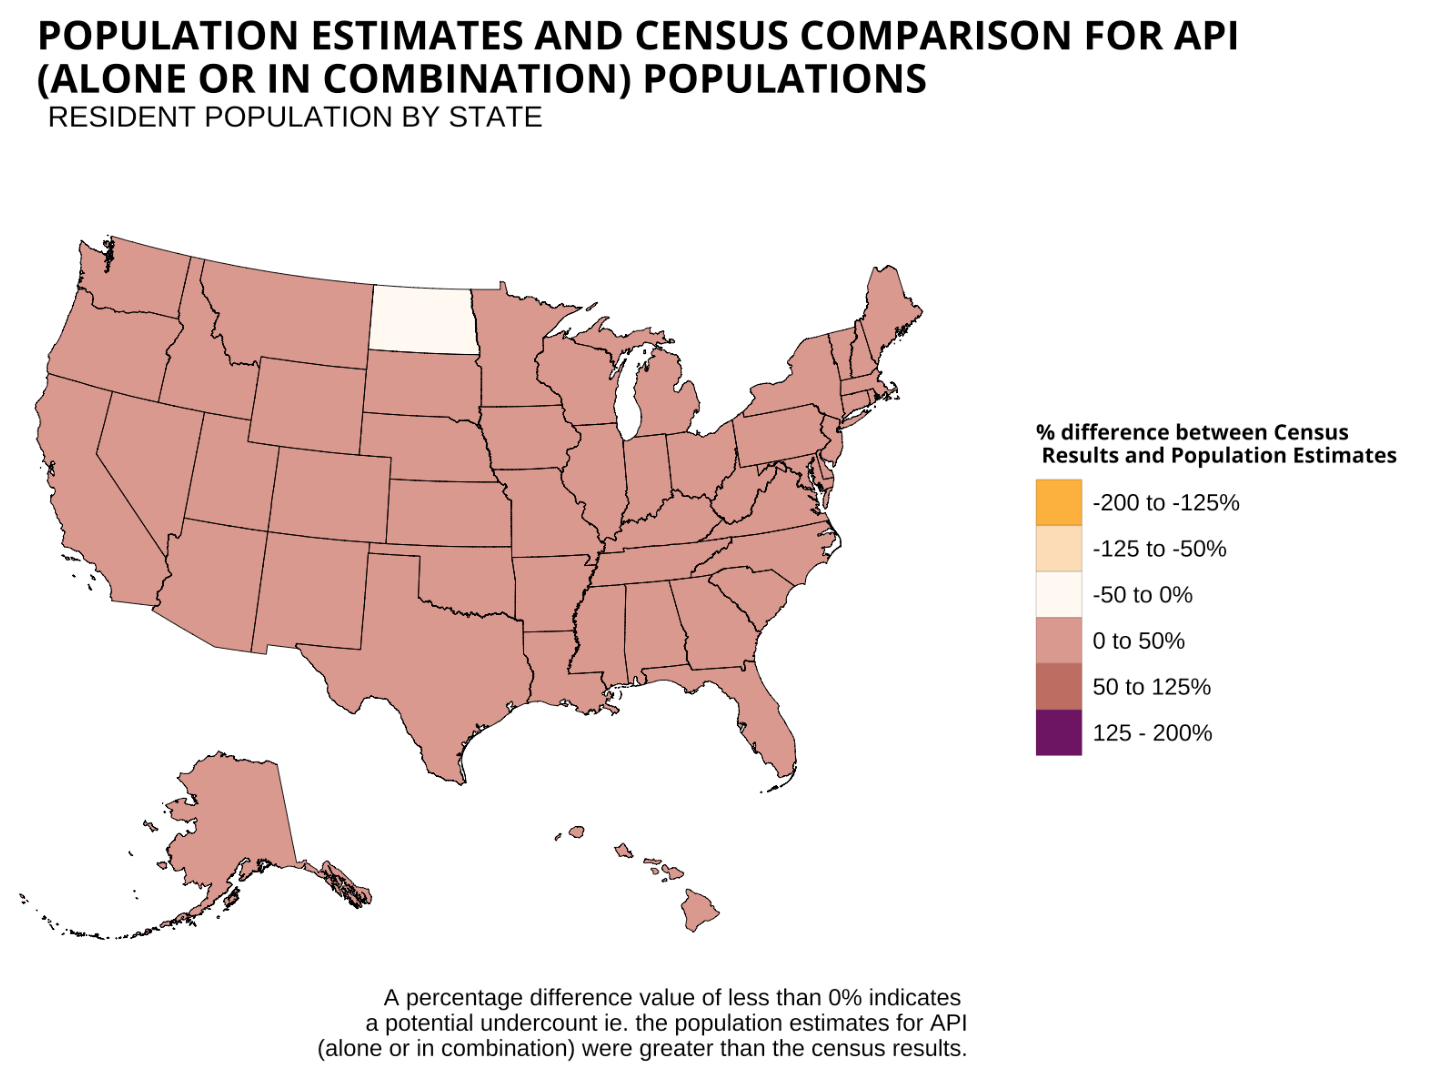 POPULATION ESTIMATES AND CENSUS COMPARISON FOR API
(ALONE OR IN COMBINATION) POPULATIONS
RESIDENT POPULATION BY STATE
% difference between Census
Results and Population Estimates
-200 to -125%
-125 to -50%
-50 to 0%
0 to 50%
50 to 125%
125 - 200%
A percentage difference value of less than 0% indicates
a potential undercount ie. the population estimates for API
(alone or in combination) were greater than the census results.